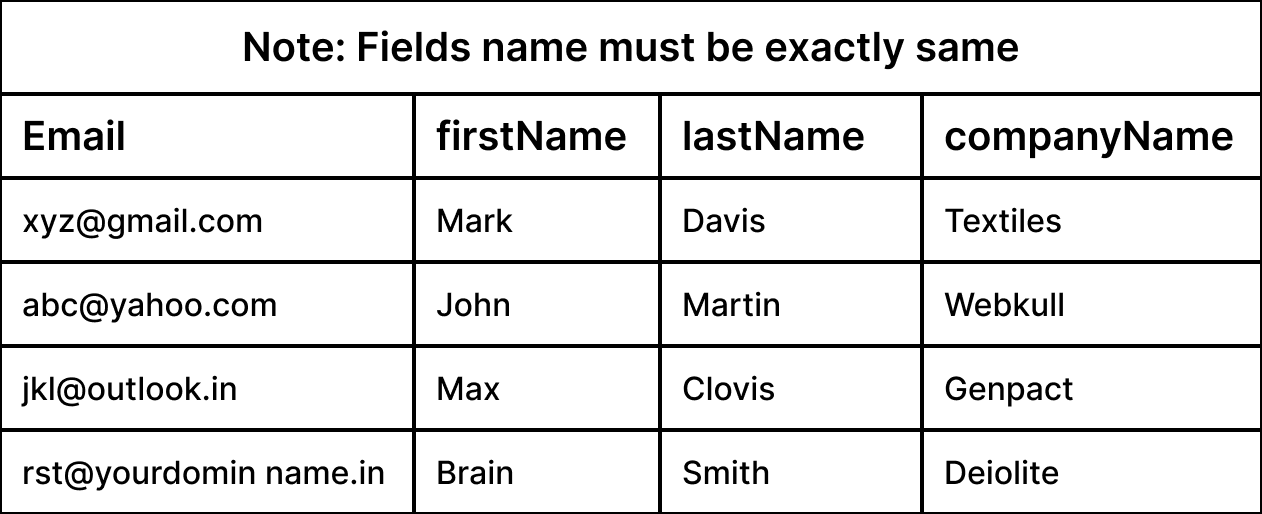 Note: Fields name must be exactly same
Email firstName lastName companyName
xyz@gmail.com Mark Davis Textiles
abc@yahoo.com John Martin Webkull
jkl@outlook.in Max Clovis Genpact
rst@yourdomin name.in Brain Smith Deiolite